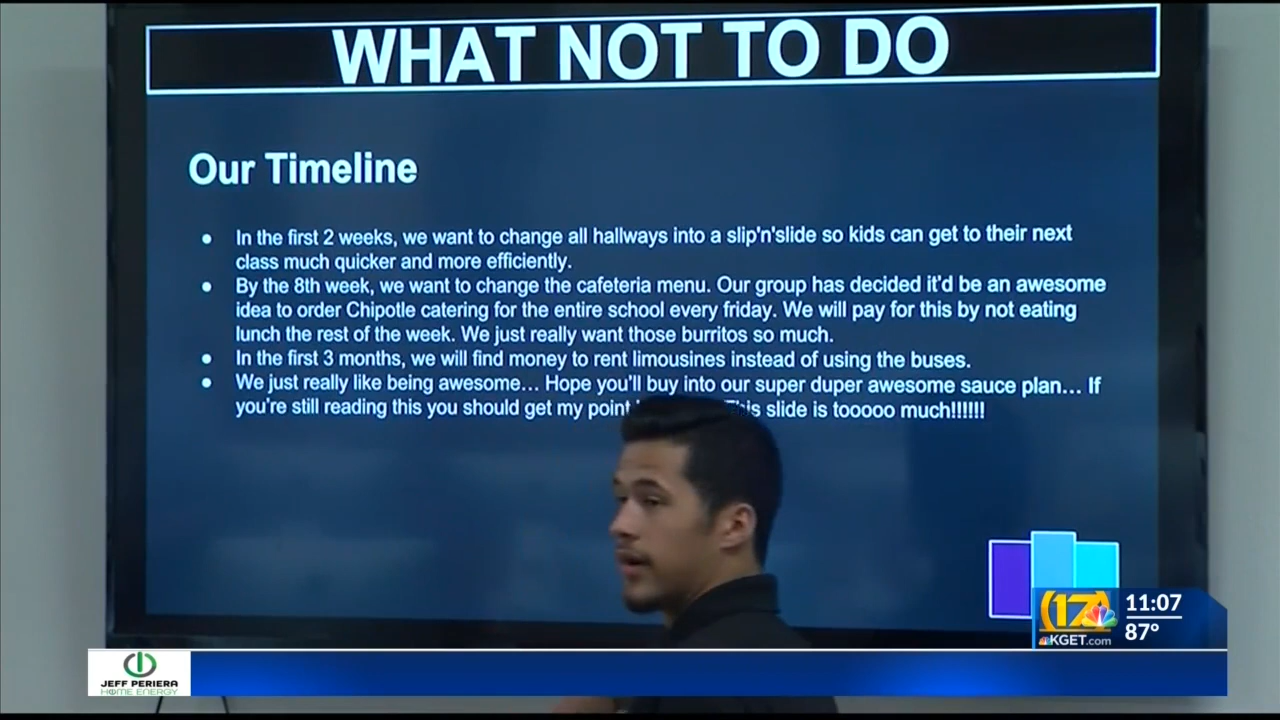 WHAT NOT TO DO
Our Timeline
● In the first 2 weeks, we want to change all hallways into a slip'n'slide so kids can get to their next
class much quicker and more efficiently.
● By the 8th week, we want to change the cafeteria menu. Our group has decided it'd be an awesome
idea to order Chipotle catering for the entire school every friday. We will pay for this by not eating
lunch the rest of the week. We just really want those burritos so much.
● In the first 3 months, we will find money to rent limousines instead of using the buses.
● We just really like being awesome... Hope you'll buy into our super duper awesome sauce plan... If
you're still reading this you should get my point This slide is tooooo much!!!!!!
17
KGET.com
11:07
87°
JEFF PERIERA
HOME ENERGY